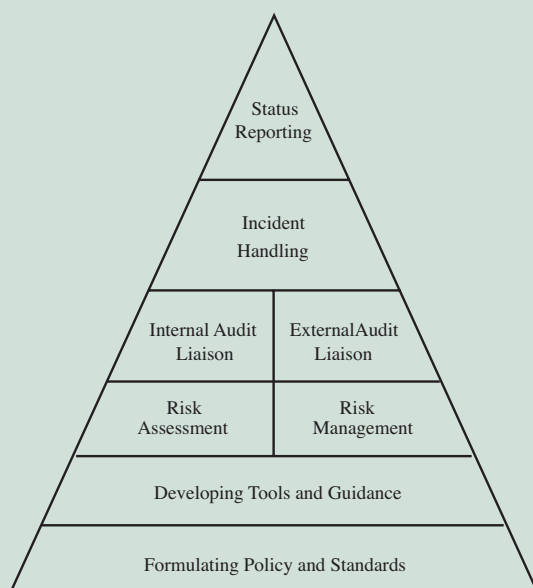 Status
Reporting
Incident
Handling
Internal Audit
Liaison
ExternalAudit
Liaison
Risk
Assessment
Risk
Management
Developing Tools and Guidance
Formulating Policy and Standards